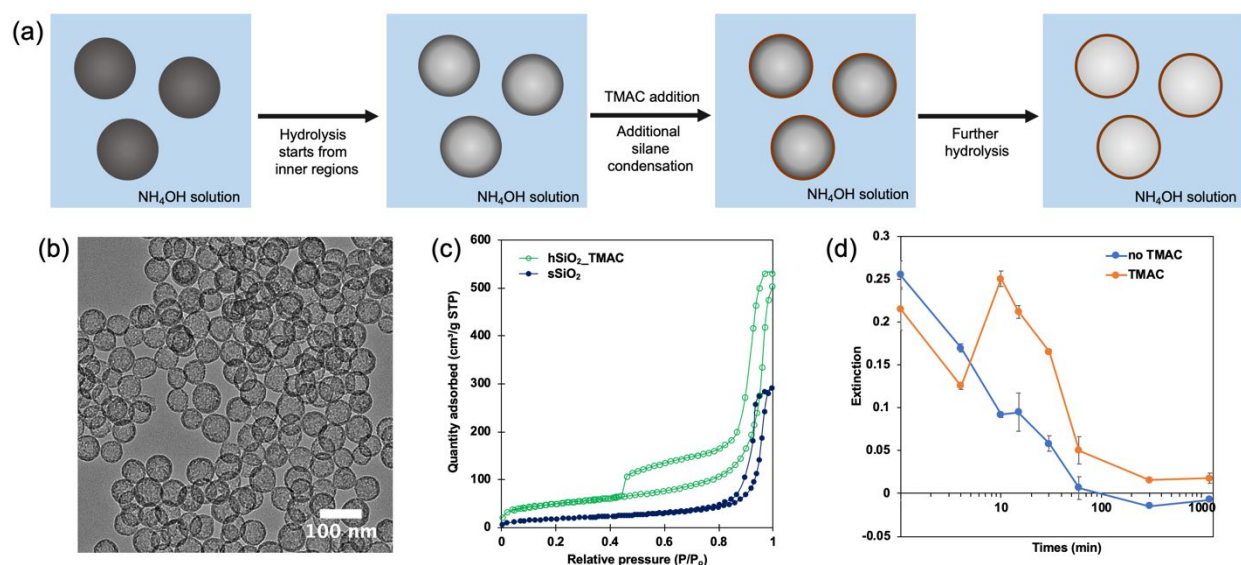 (a)
Hydrolysis
starts from
inner regions
TMAC addition
Additional
silane
condensation
Further
hydrolysis
NH₄OH solution
NH₄OH solution
NH₄OH solution
NH₄OH solution
(b)
100 nm
(c)
600
500
400
300
200
100
0
Quantity adsorbed (cm³/g STP)
hSiO₂_TMAC
sSiO₂
0
0.2
0.4
0.6
0.8
1
Relative pressure (P/P₀)
(d)
0.3
0.25
0.2
0.15
0.1
0.05
0
-0.05
Extinction
no TMAC
TMAC
10
100
1000
Times (min)